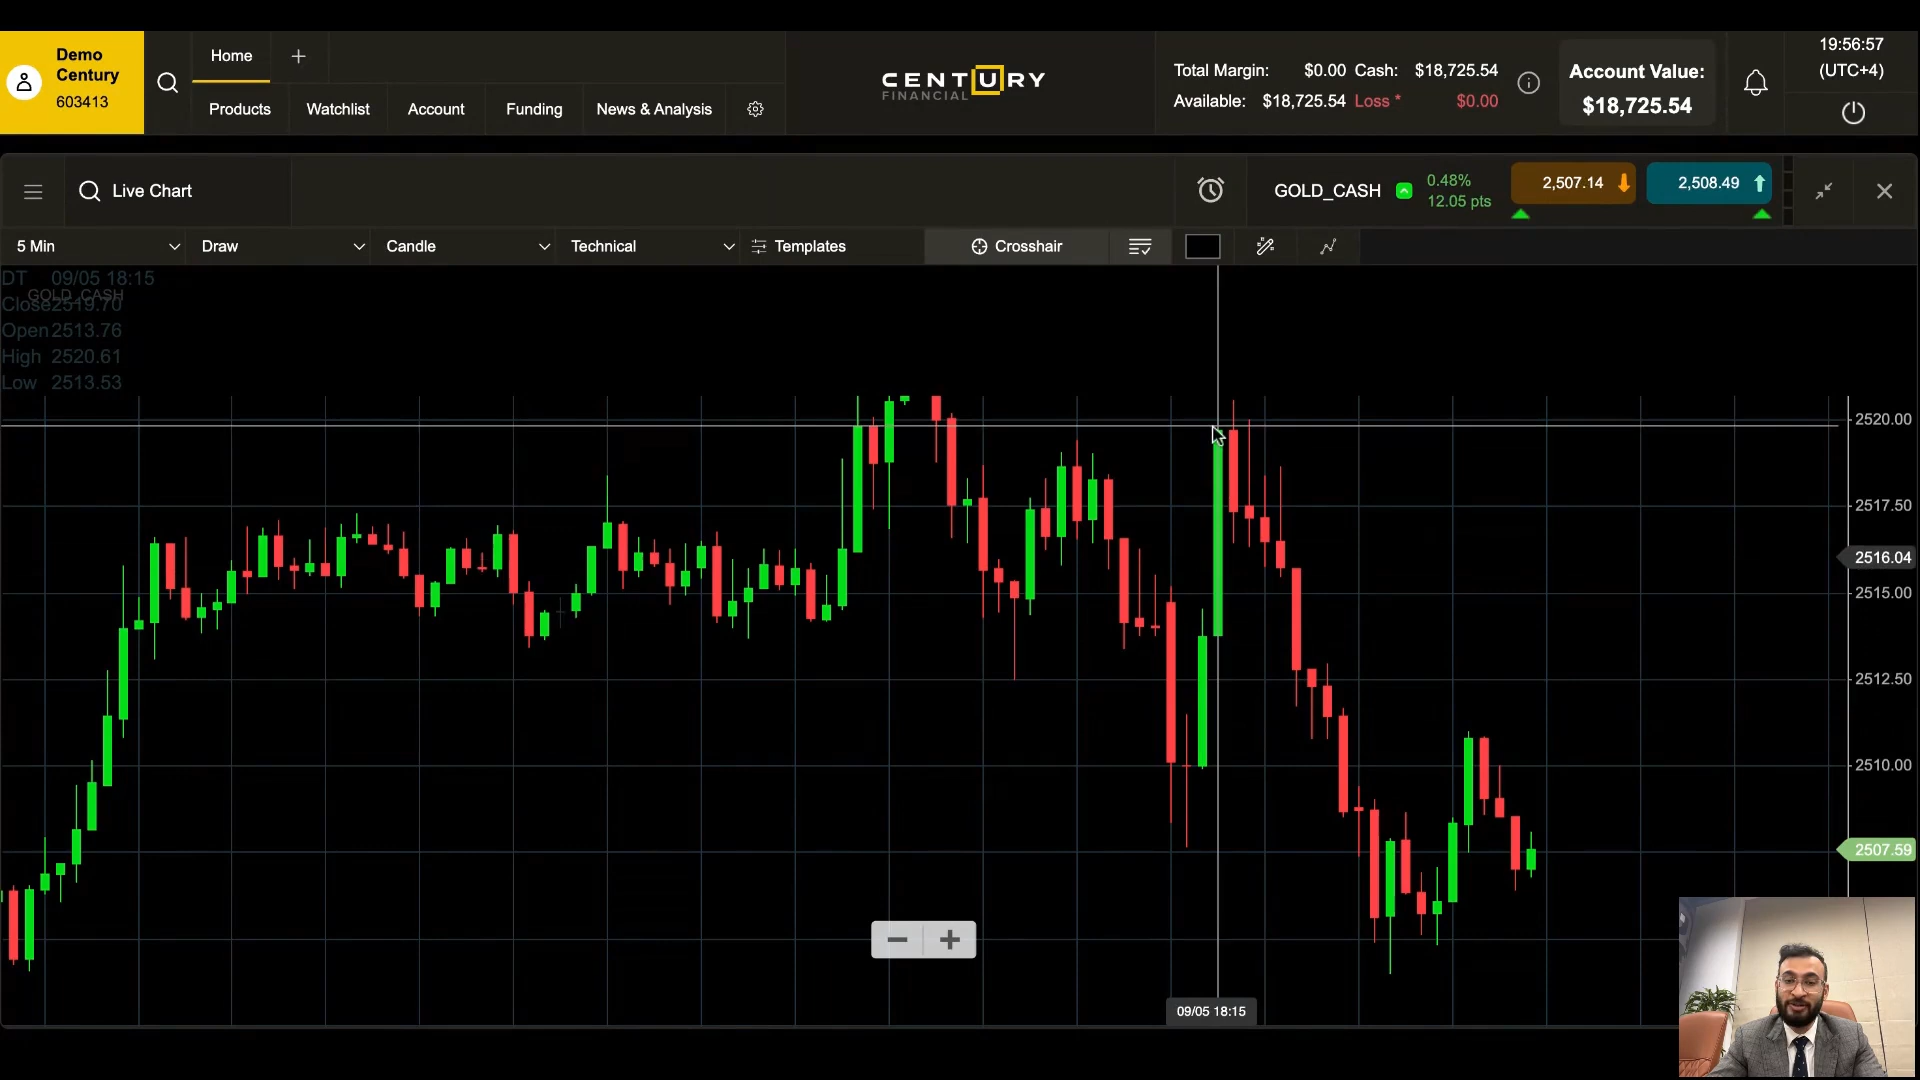 Demo
Century
603413
Home
Products
Watchlist
Account
Funding
News & Analysis
CENTURY
FINANCIAL
Total Margin: $0.00 Cash: $18,725.54
Available: $18,725.54 Loss * $0.00
Account Value:
$18,725.54
19:56:57
(UTC+4)
Live Chart
GOLD_CASH
0.48%
12.05 pts
2,507.14
2,508.49
5 Min
Draw
Candle
Technical
Templates
Crosshair
DT 09/05 18:15
GOLD_CASH
Close 2519.70
Open 2513.76
High 2520.61
Low 2513.53
2520.00
2517.50
2516.04
2515.00
2512.50
2510.00
2507.59
09/05 18:15